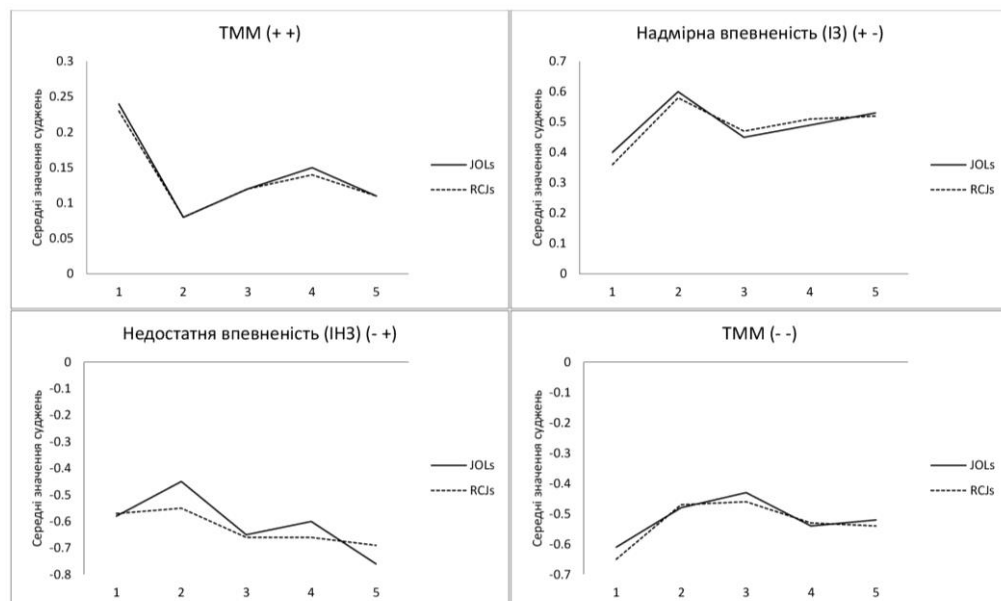 ТММ (+ +)
Середні значення суджень
0.3
0.25
0.2
0.15
0.1
0.05
0
1 2 3 4 5
JOLs
RCJs
Надмірна впевненість (ІЗ) (+ -)
Середні значення суджень
0.7
0.6
0.5
0.4
0.3
0.2
0.1
0
1 2 3 4 5
JOLs
RCJs
Недостатня впевненість (ІНЗ) (- +)
Середні значення суджень
0
-0.1
-0.2
-0.3
-0.4
-0.5
-0.6
-0.7
-0.8
1 2 3 4 5
JOLs
RCJs
ТММ (- -)
Середні значення суджень
0
-0.1
-0.2
-0.3
-0.4
-0.5
-0.6
-0.7
1 2 3 4 5
JOLs
RCJs